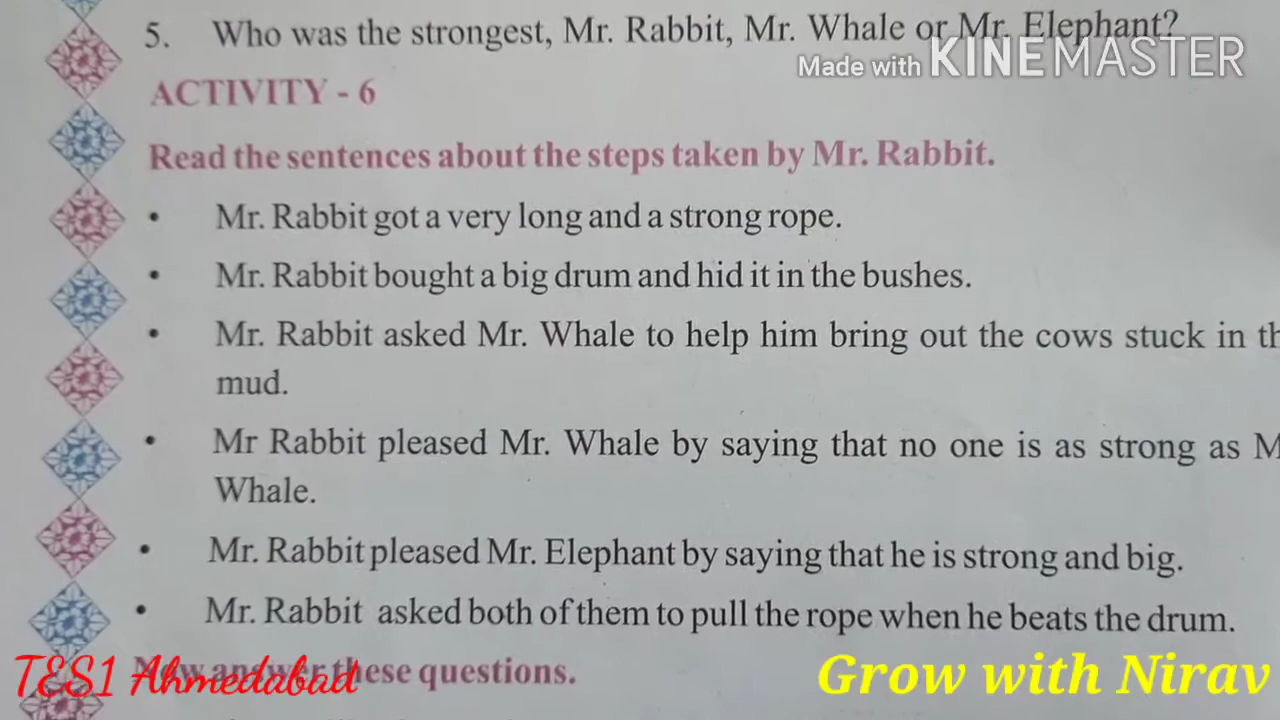 5. Who was the strongest, Mr. Rabbit, Mr. Whale or Mr. Elephant?
Made with KINEMASTER
ACTIVITY - 6
Read the sentences about the steps taken by Mr. Rabbit.
• Mr. Rabbit got a very long and a strong rope.
• Mr. Rabbit bought a big drum and hid it in the bushes.
• Mr. Rabbit asked Mr. Whale to help him bring out the cows stuck in th
mud.
• Mr Rabbit pleased Mr. Whale by saying that no one is as strong as M
Whale.
• Mr. Rabbit pleased Mr. Elephant by saying that he is strong and big.
• Mr. Rabbit asked both of them to pull the rope when he beats the drum.
Now answer these questions.
TES1 Ahmedabad
Grow with Nirav